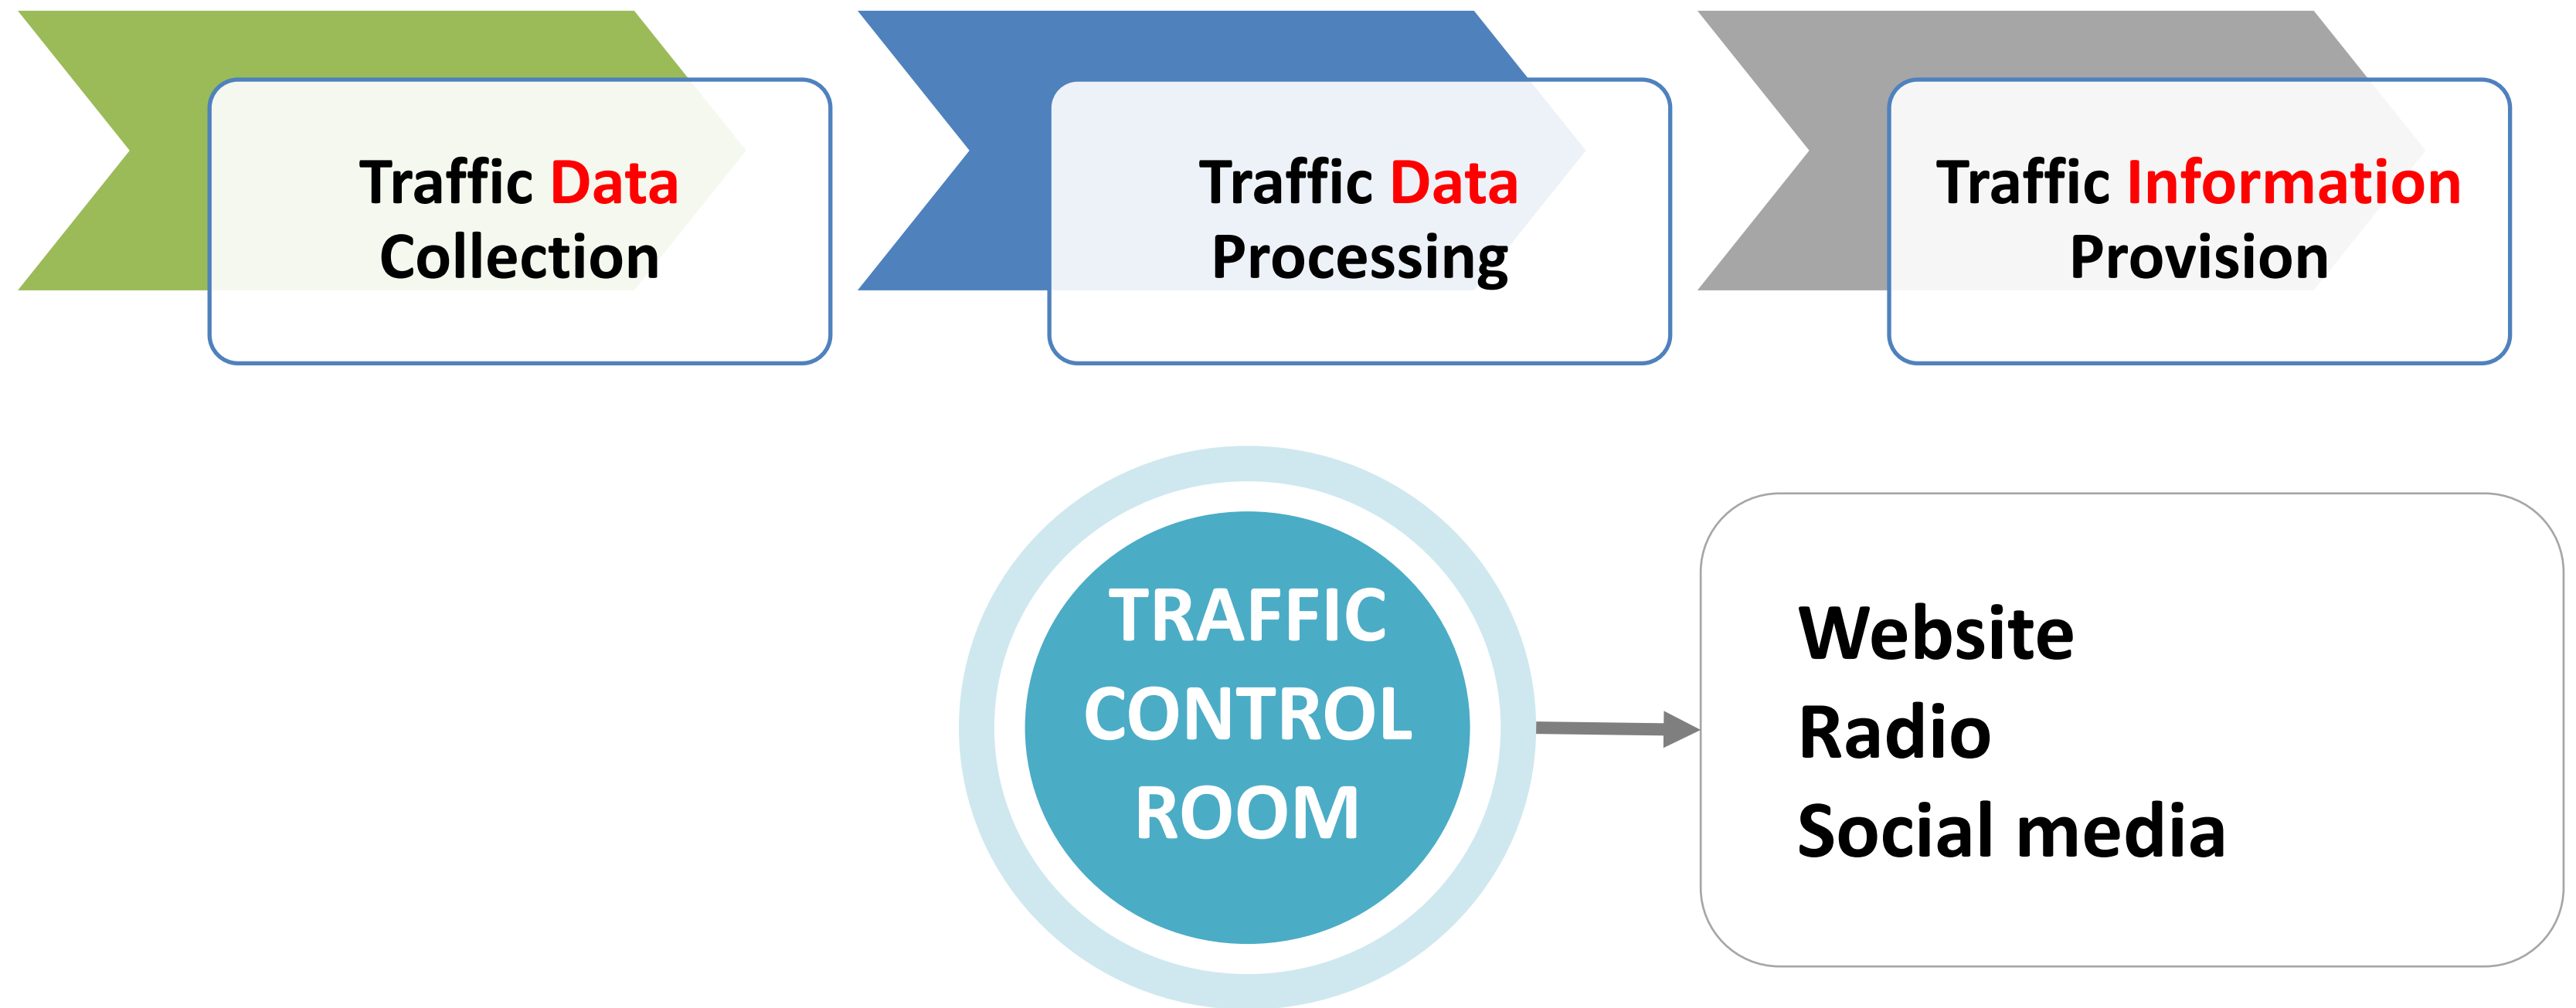 Traffic Data
Collection
Traffic Data
Processing
Traffic Information
Provision
TRAFFIC
CONTROL
ROOM
Website
Radio
Social media